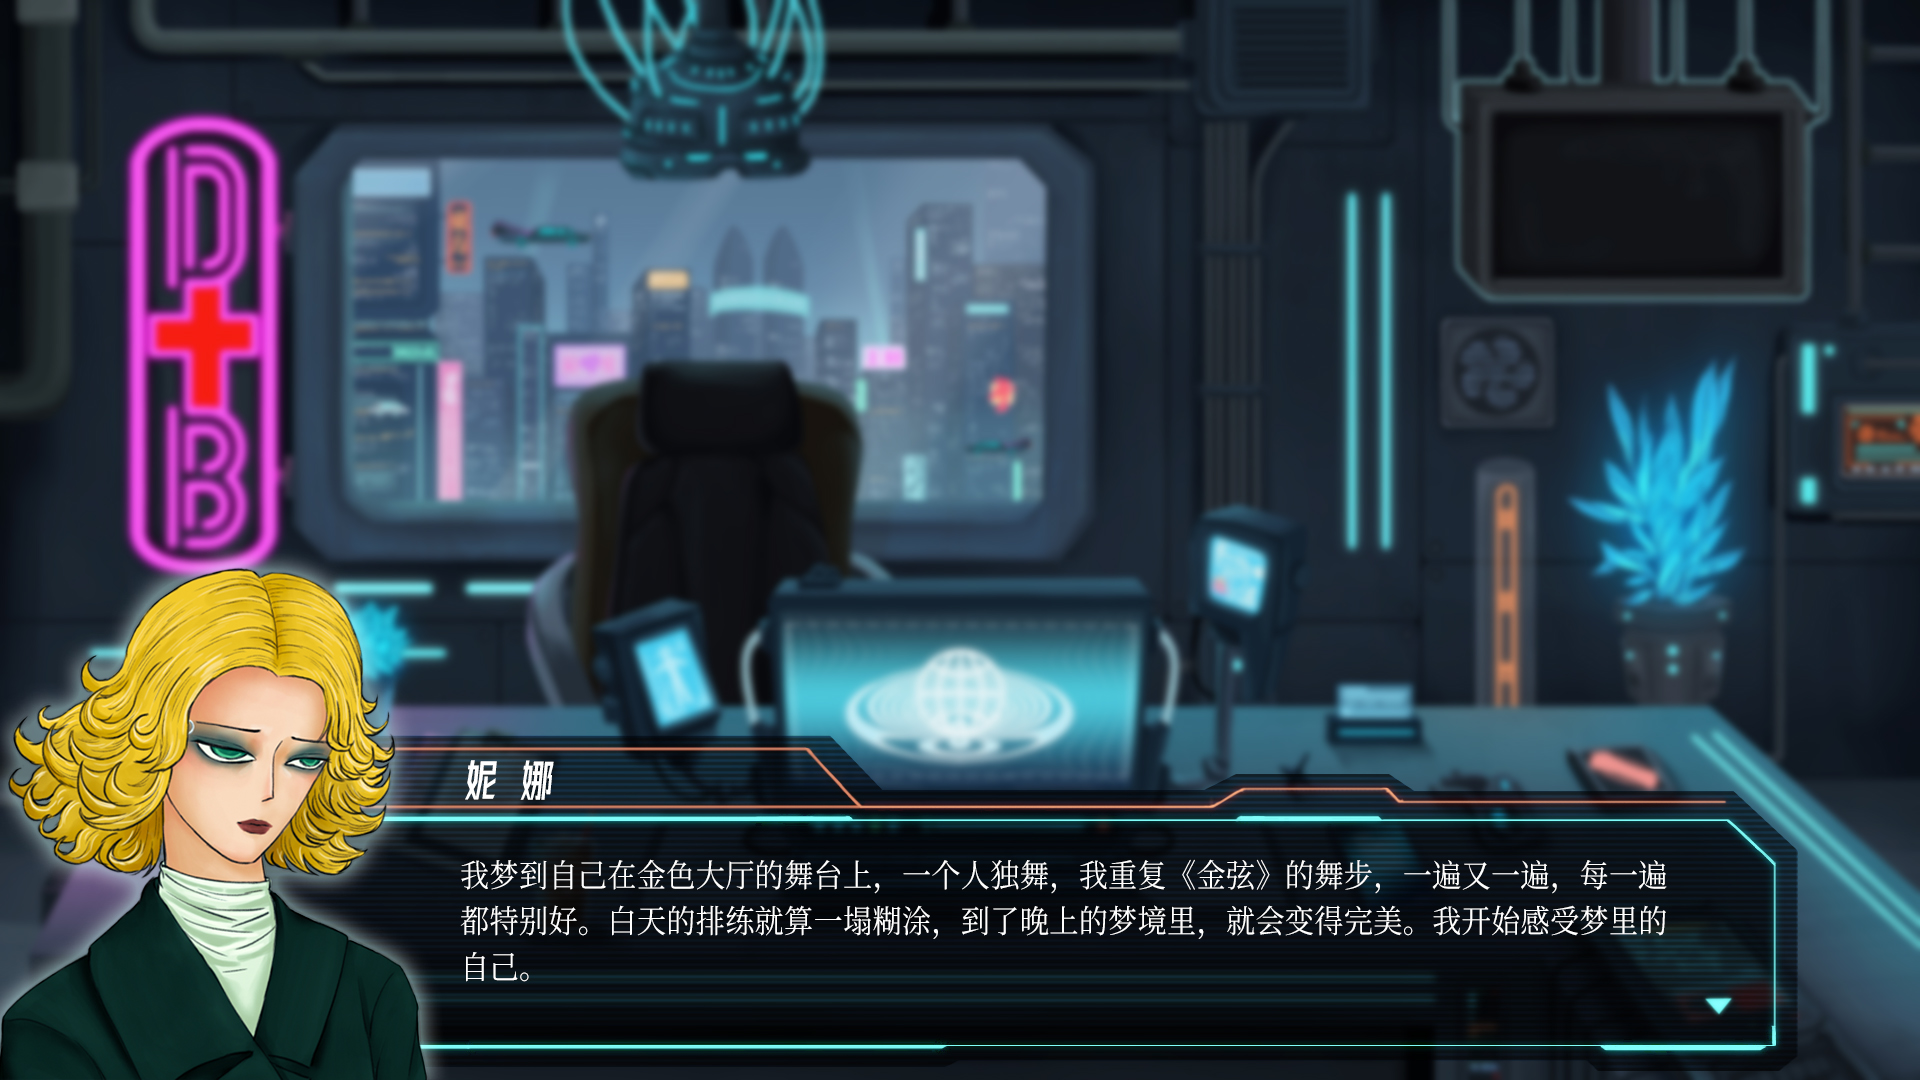 D
B
妮 娜
我梦到自己在金色大厅的舞台上，一个人独舞，我重复《金弦》的舞步，一遍又一遍，每一遍
都特别好。白天的排练就算一塌糊涂，到了晚上的梦境里，就会变得完美。我开始感受梦里的
自己。